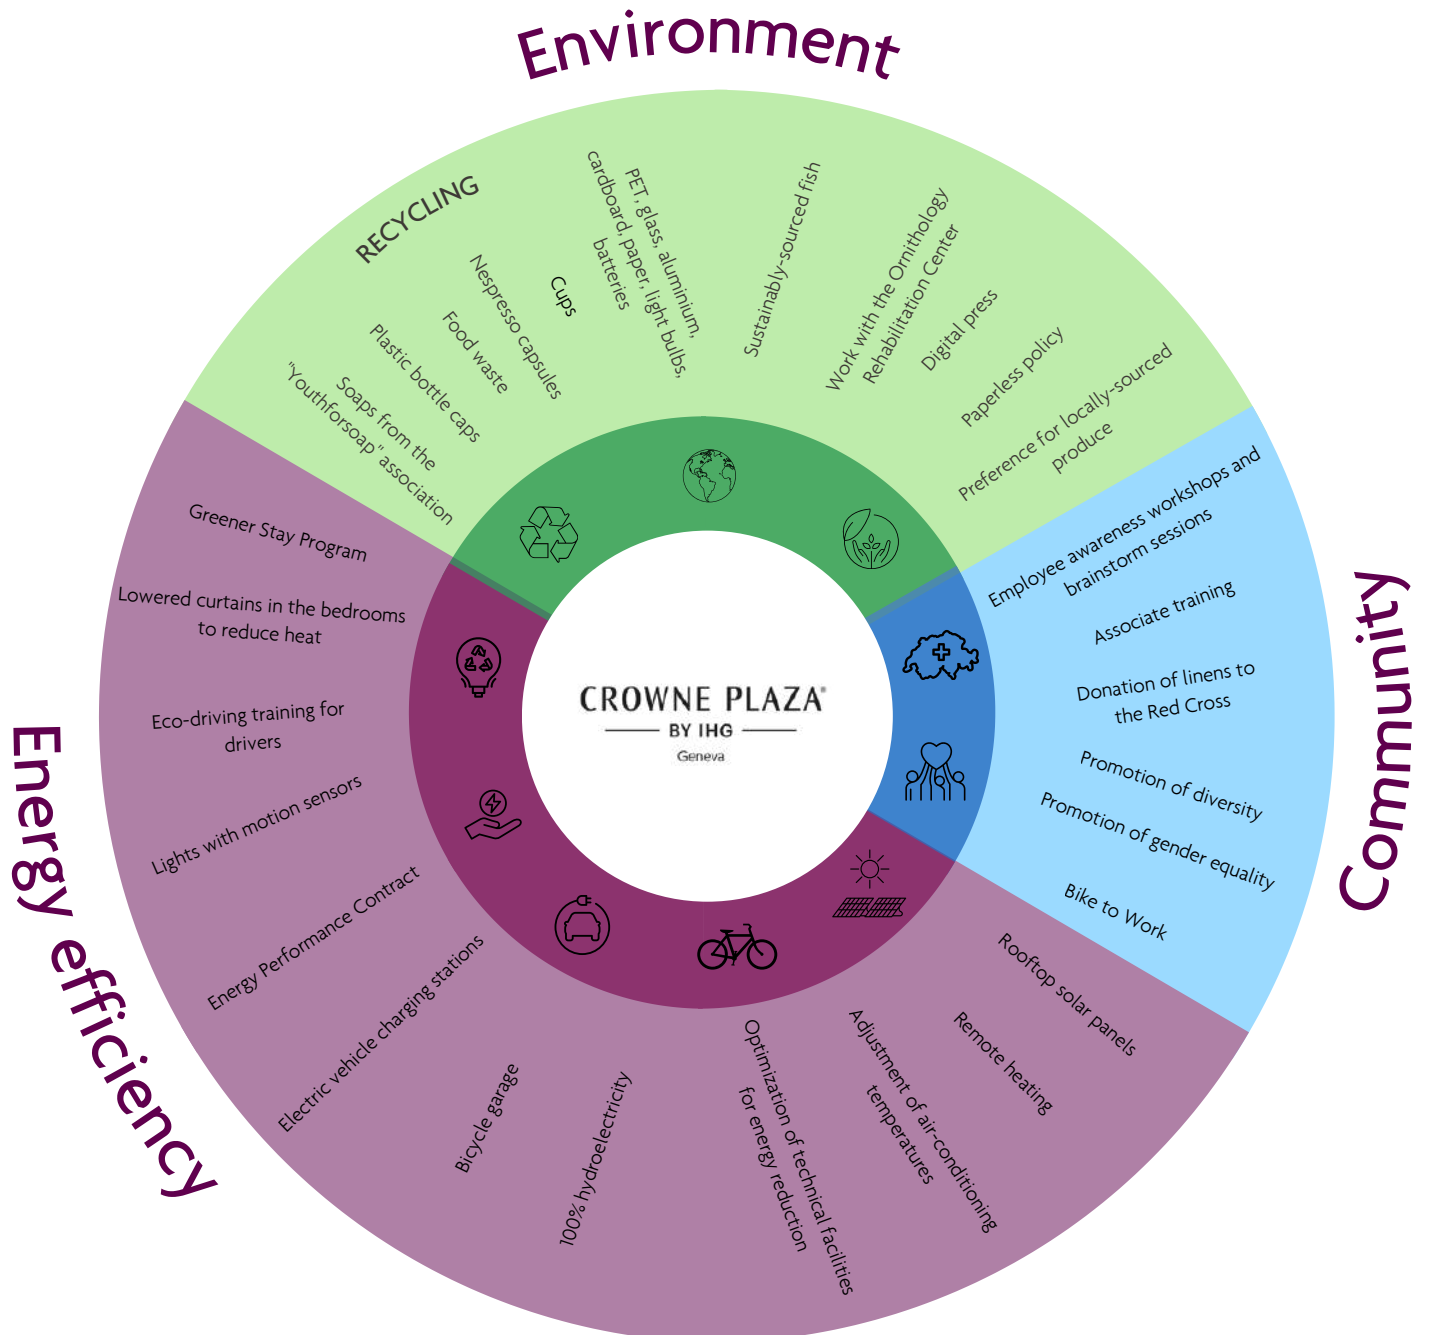 Environment
RECYCLING
"Youthforsoap" association
Soaps from the
Plastic bottle caps
Food waste
Nespresso capsules
Cups
PET, glass, aluminium,
cardboard, paper, light bulbs,
batteries
Sustainably-sourced fish
Work with the Ornithology
Rehabilitation Center
Digital press
Paperless policy
Preference for locally-sourced
produce
Community
Employee awareness workshops and
brainstorm sessions
Associate training
Donation of linens to
the Red Cross
Promotion of diversity
Promotion of gender equality
Bike to Work
Energy efficiency
Rooftop solar panels
Remote heating
Adjustment of air-conditioning
temperatures
Optimization of technical facilities
for energy reduction
100% hydroelectricity
Bicycle garage
Electric vehicle charging stations
Energy Performance Contract
Lights with motion sensors
Eco-driving training for
drivers
Lowered curtains in the bedrooms
to reduce heat
Greener Stay Program
CROWNE PLAZA®
BY IHG
Geneva